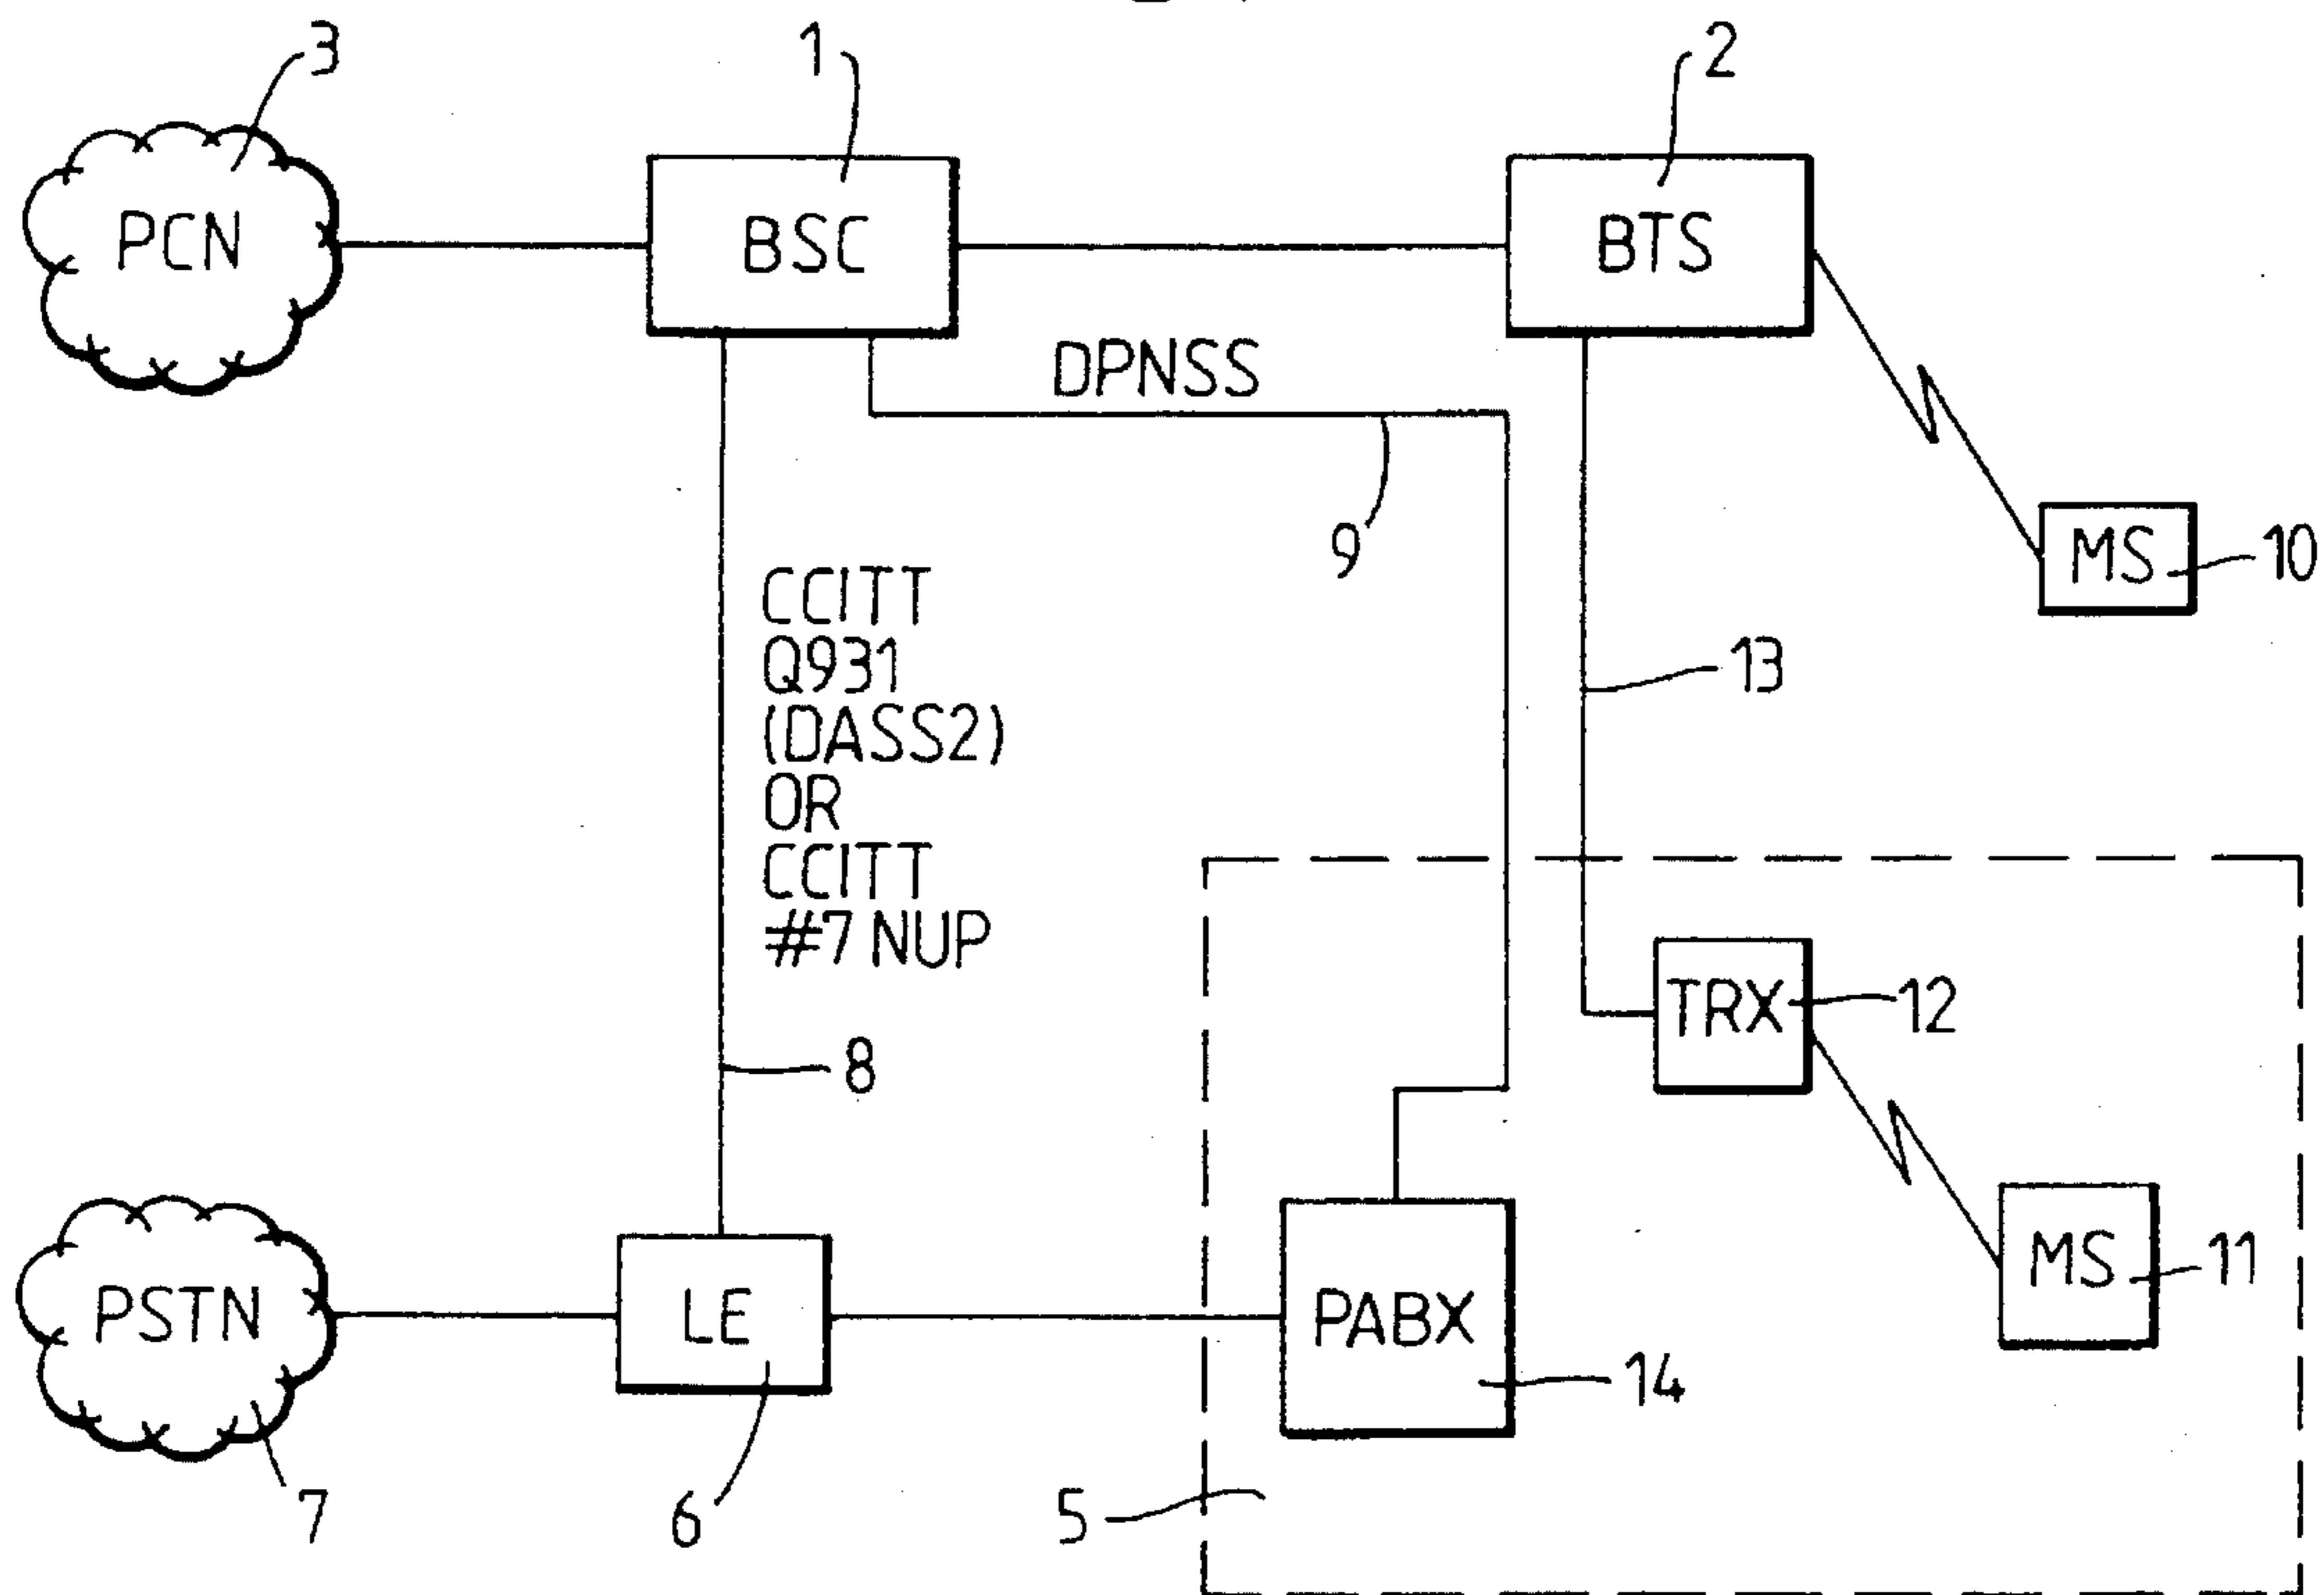 3
1
2
PCN
BSC
BTS
DPNSS
9
MS
10
CCITT
Q931
(DASS2)
OR
CCITT
#7 NUP
13
8
TRX
12
PSTN
LE
PABX
MS
11
14
7
6
5